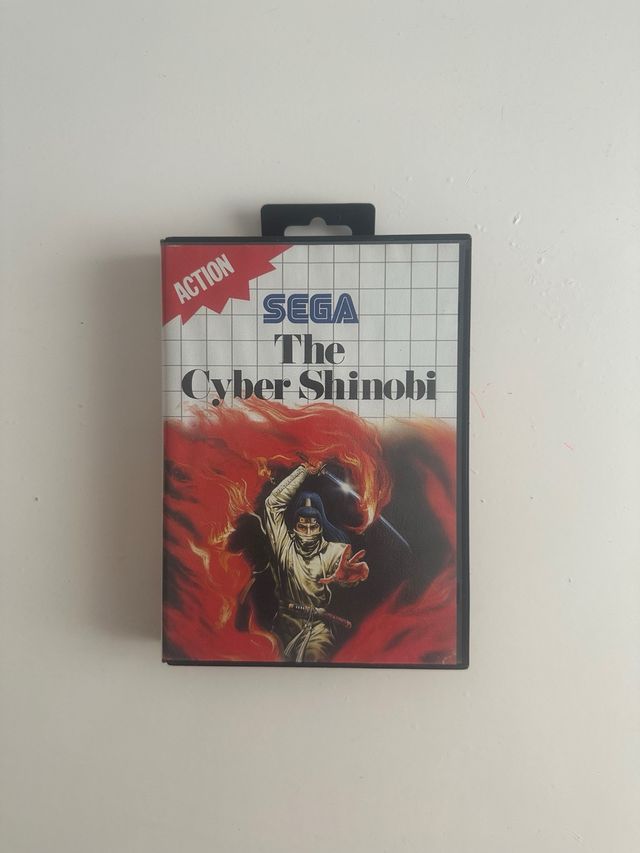 ACTION
SEGA
The
Cyber Shinobi